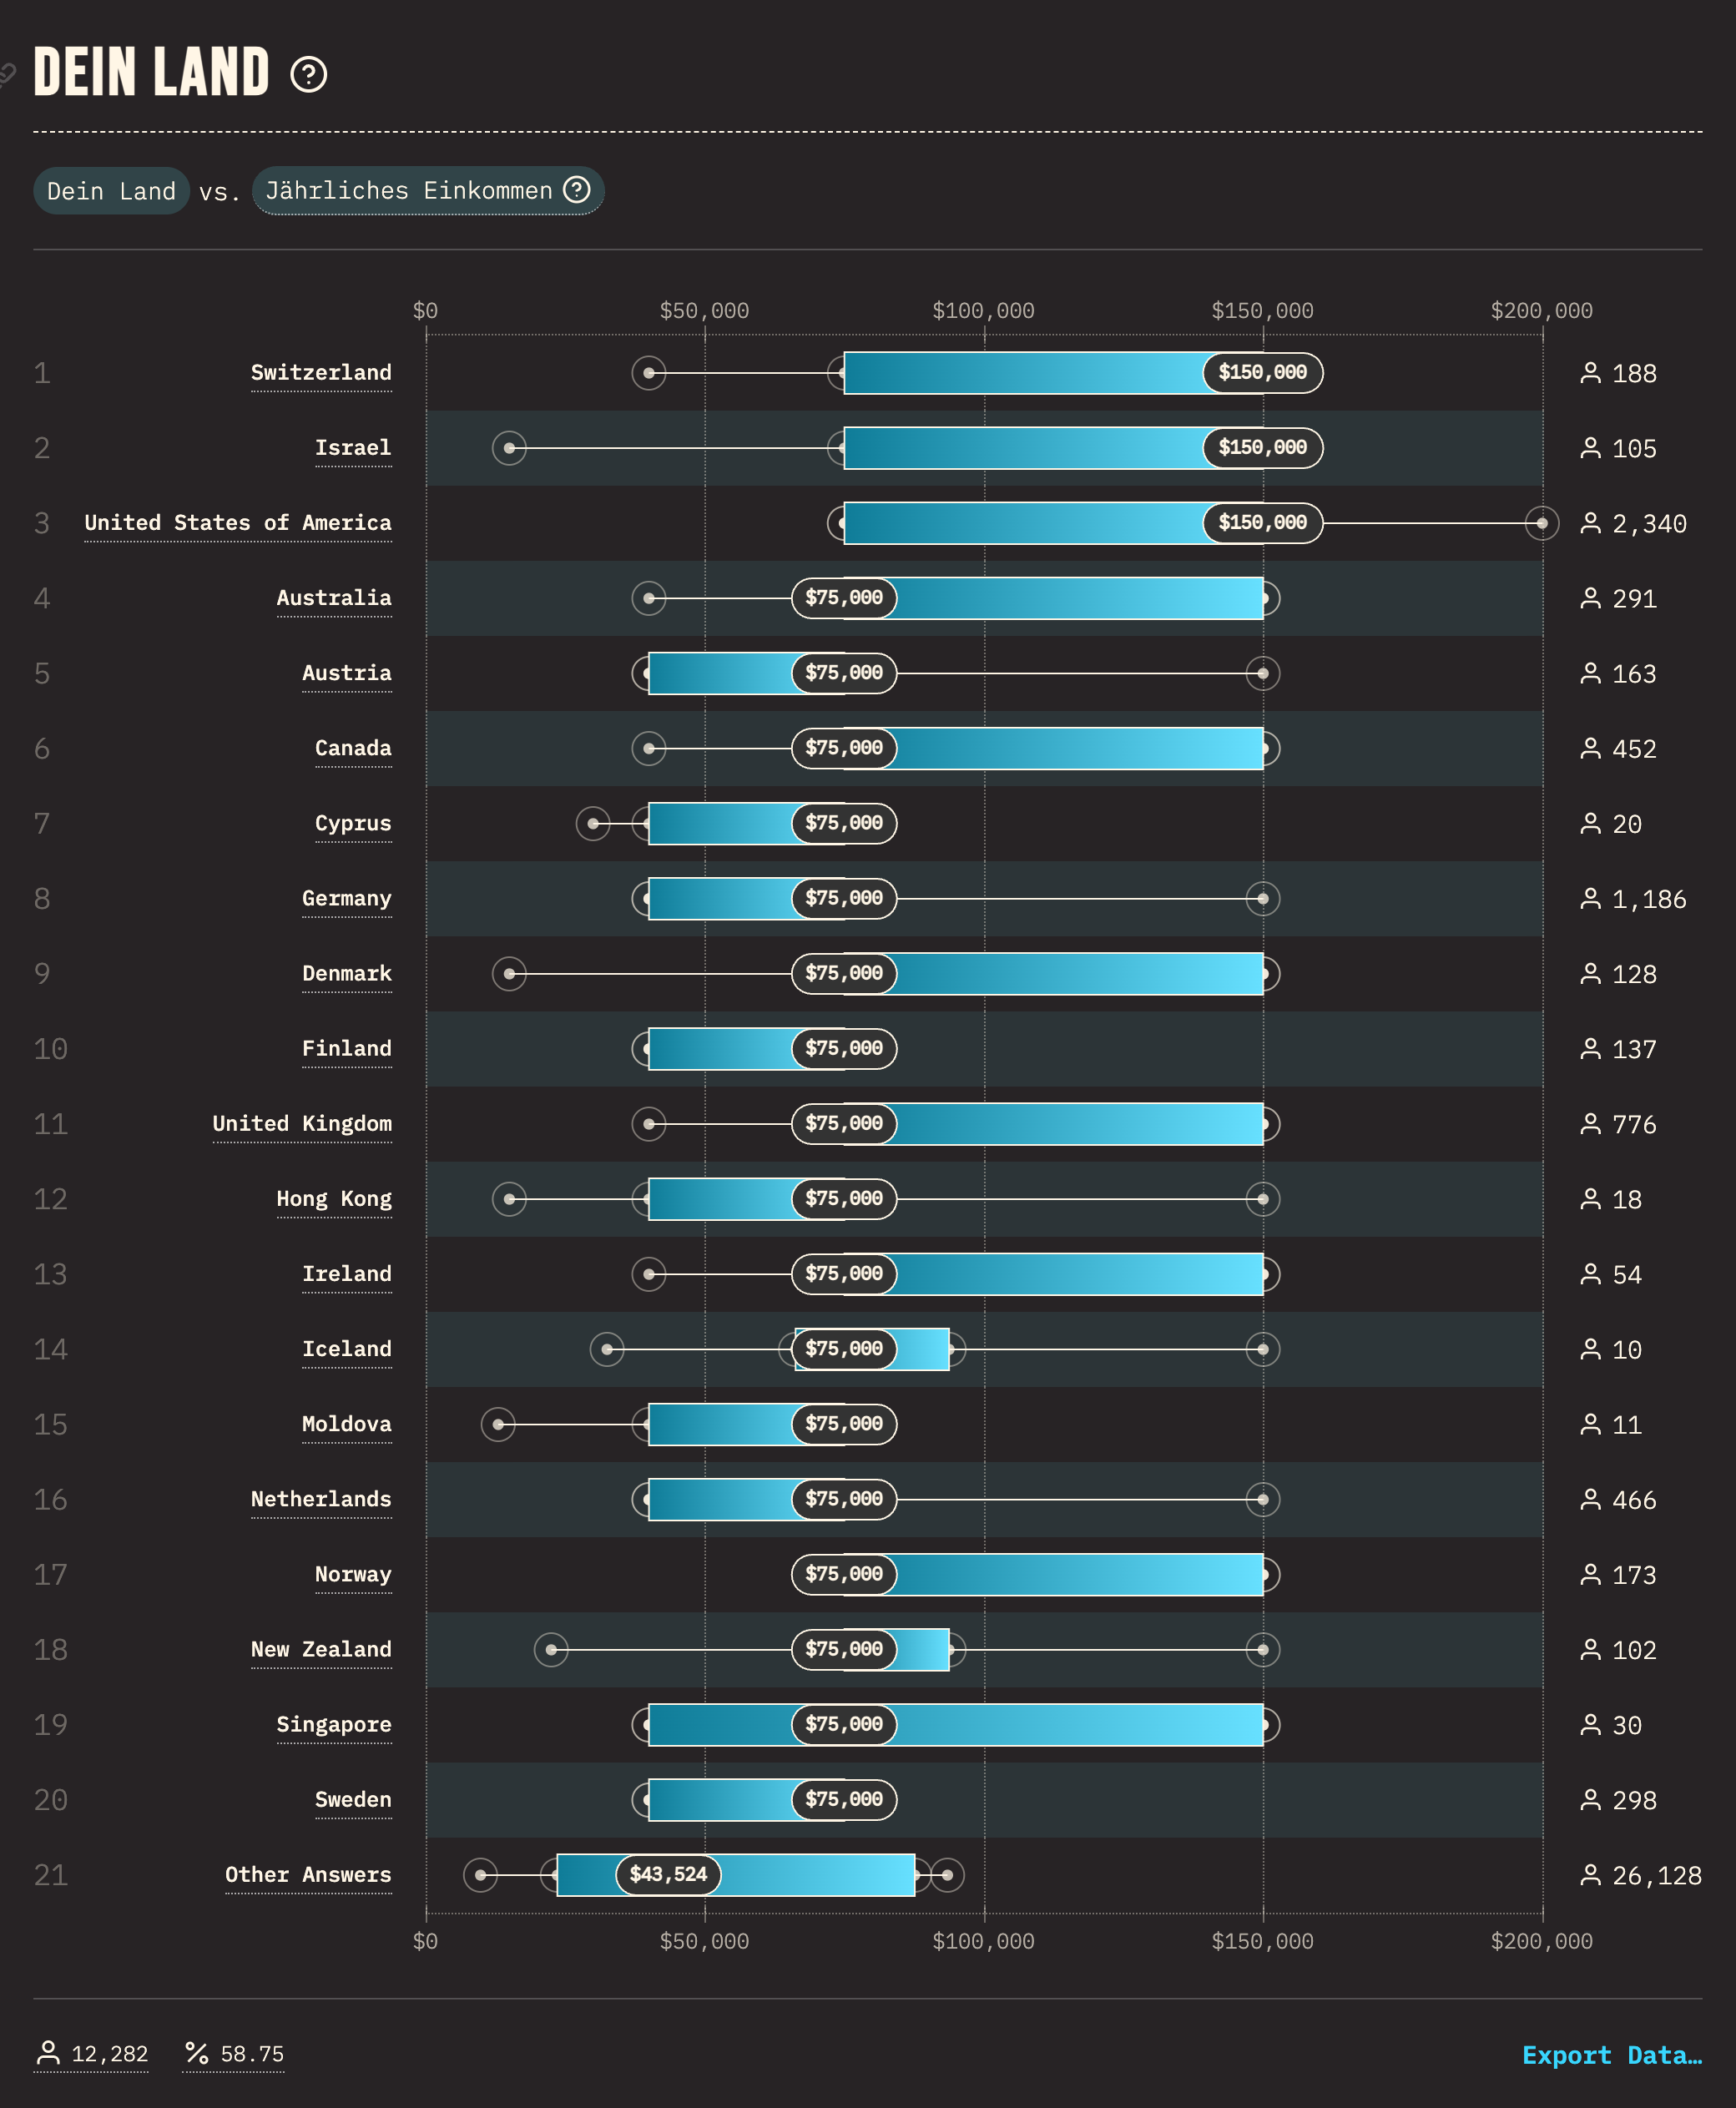 DEIN LAND ?
Dein Land vs. Jährliches Einkommen ?
$0 $50,000 $100,000 $150,000 $200,000
1 Switzerland $150,000 188
2 Israel $150,000 105
3 United States of America $150,000 2,340
4 Australia $75,000 291
5 Austria $75,000 163
6 Canada $75,000 452
7 Cyprus $75,000 20
8 Germany $75,000 1,186
9 Denmark $75,000 128
10 Finland $75,000 137
11 United Kingdom $75,000 776
12 Hong Kong $75,000 18
13 Ireland $75,000 54
14 Iceland $75,000 10
15 Moldova $75,000 11
16 Netherlands $75,000 466
17 Norway $75,000 173
18 New Zealand $75,000 102
19 Singapore $75,000 30
20 Sweden $75,000 298
21 Other Answers $43,524 26,128
$0 $50,000 $100,000 $150,000 $200,000
12,282 % 58.75 Export Data…